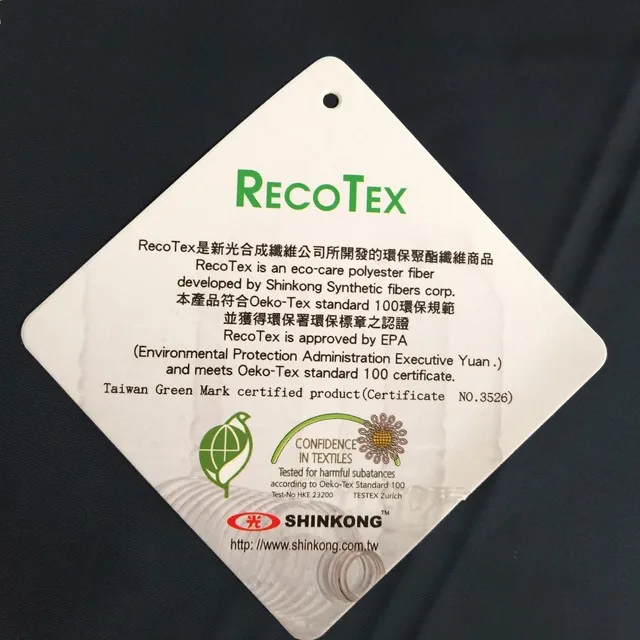 RECOTEX
RecoTex是新光合成纖維公司所開發的環保聚酯纖維商品
RecoTex is an eco-care polyester fiber
developed by Shinkong Synthetic fibers corp.
本產品符合Oeko-Tex standard 100環保規範
並獲得環保署環保標章之認證
RecoTex is approved by EPA
(Environmental Protection Administration Executive Yuan.)
and meets Oeko-Tex standard 100 certificate.
Taiwan Green Mark certified product(Certificate NO.3526)
CONFIDENCE
IN TEXTILES
Tested for harmful subatances
according to Oeko-Tex Standard 100
Test-No HKE 23200 TESTEX Zurich
光 SHINKONG™
http: //www.shinkong.com.tw